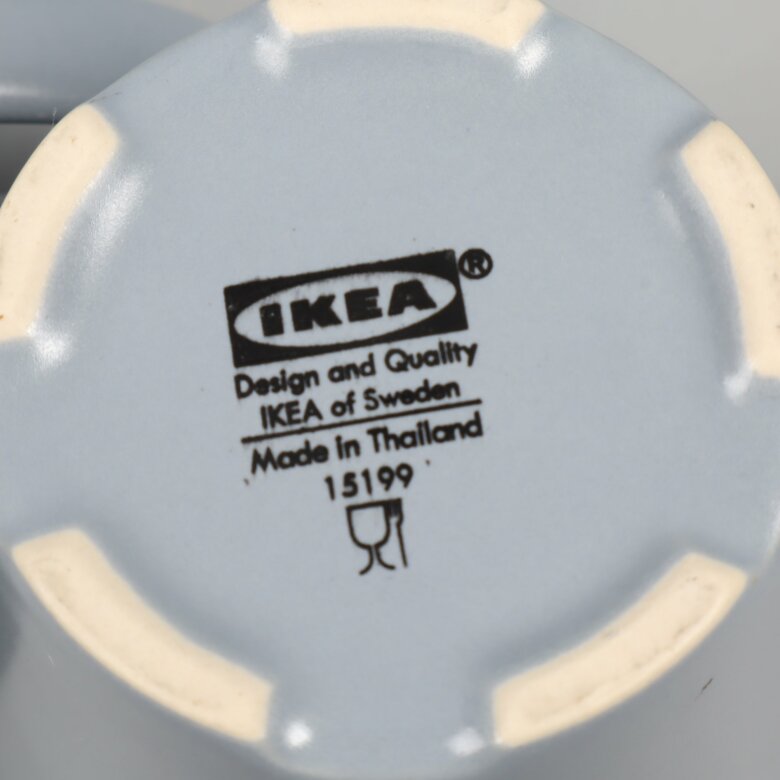 IKEA®
Design and Quality
IKEA of Sweden
Made in Thailand
15199